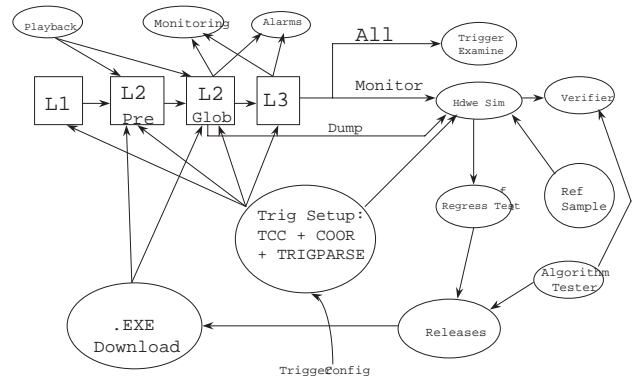 Playback
Monitoring
Alarms
All
Trigger
Examine
L1
L2
Pre
L2
Glob
L3
Monitor
Hdwe Sim
Verifier
Dump
Regress Test
Ref
Sample
Trig Setup:
TCC + COOR
+ TRIGPARSE
Algorithm
Tester
.EXE
Download
Releases
TriggerConfig